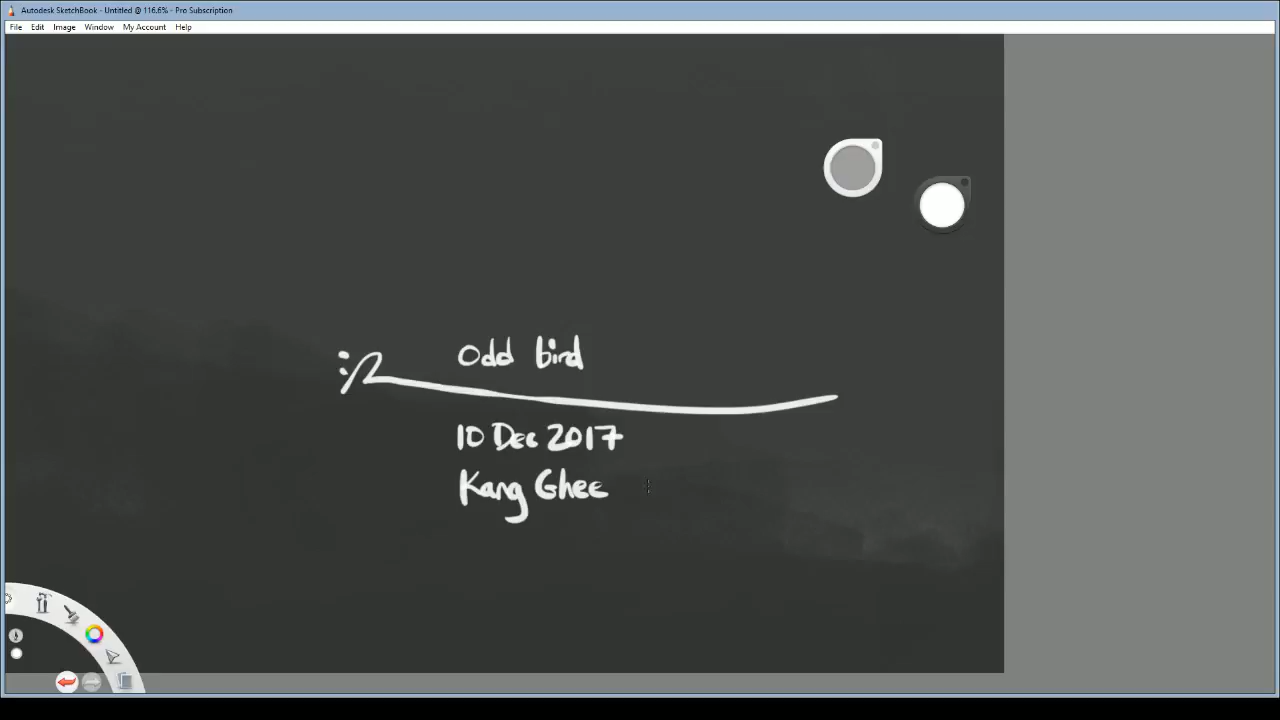 Autodesk SketchBook - Untitled @ 116.6% - Pro Subscription
File Edit Image Window My Account Help
Odd bird
10 Dec 2017
Kang Ghee